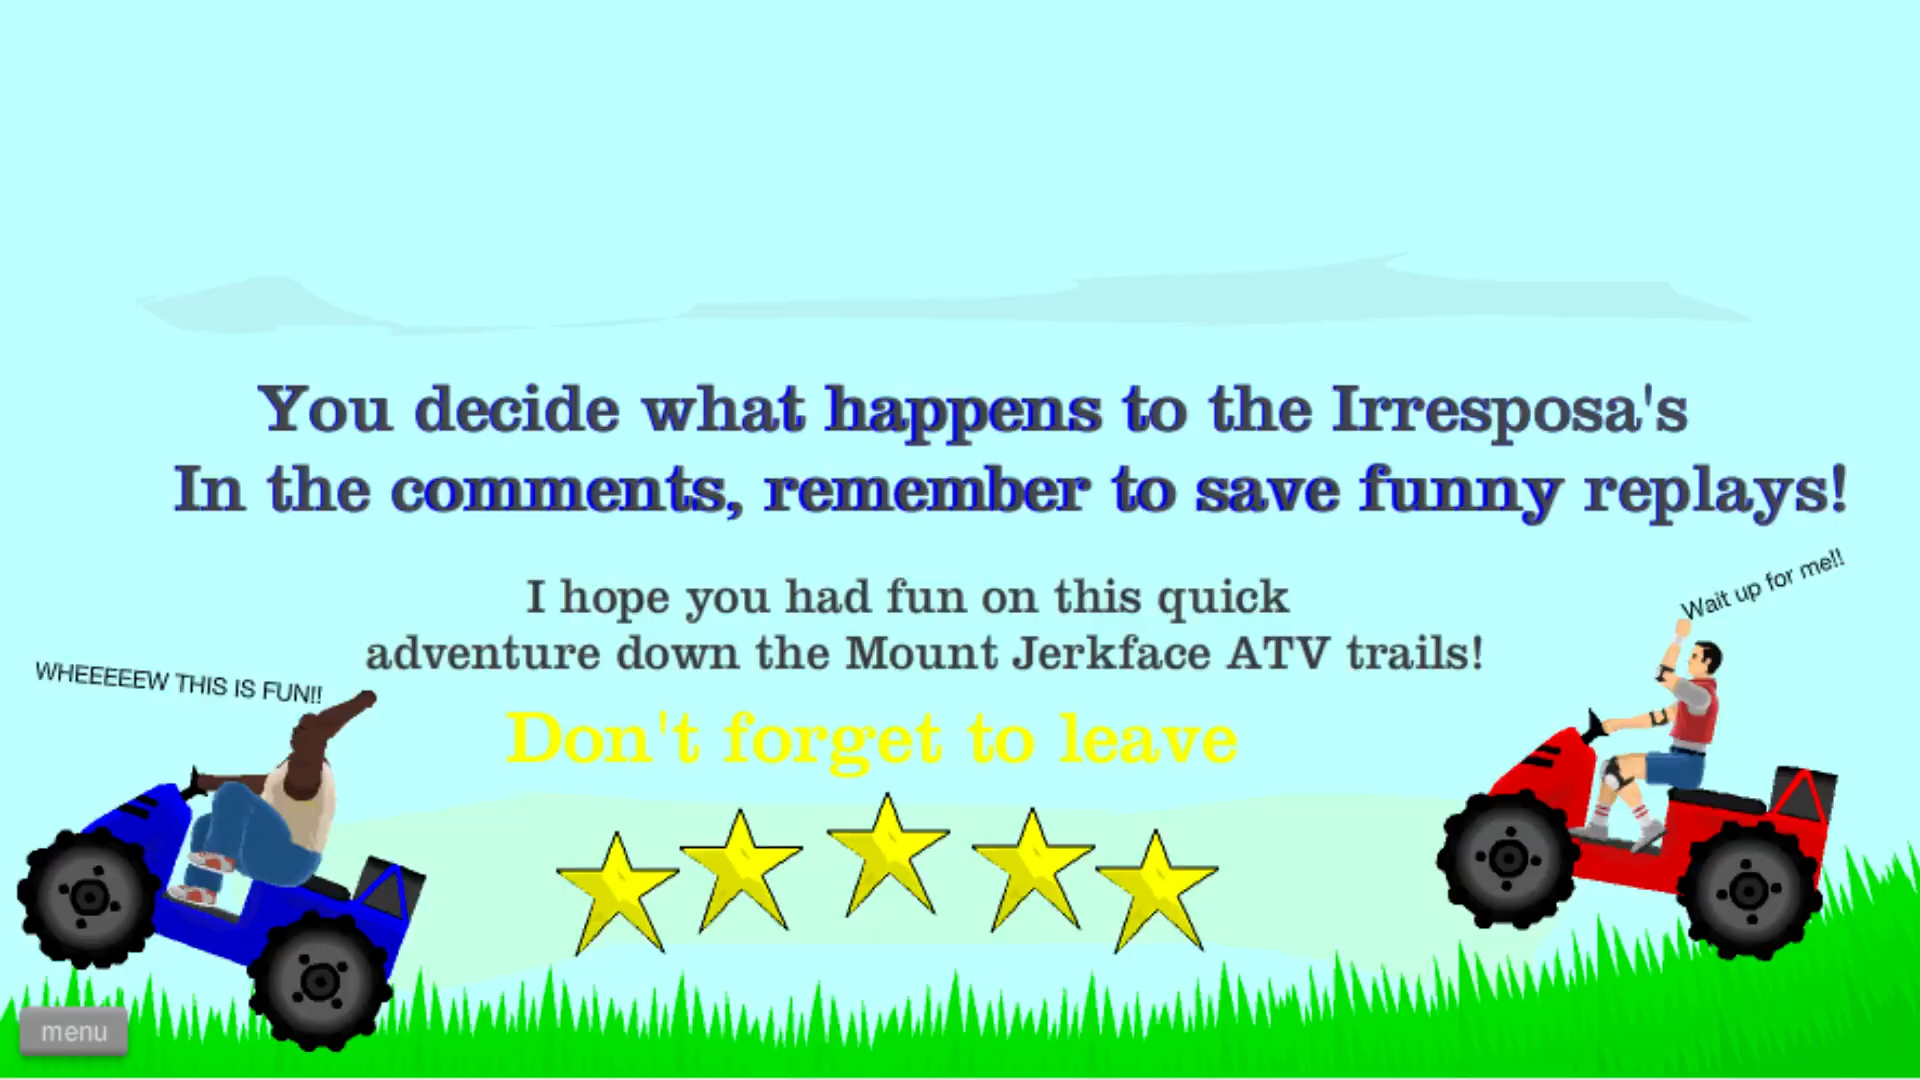 You decide what happens to the Irresposa's
In the comments, remember to save funny replays!
I hope you had fun on this quick
adventure down the Mount Jerkface ATV trails!
Wait up for me!!
WHEEEEEW THIS IS FUN!!
Don't forget to leave
menu